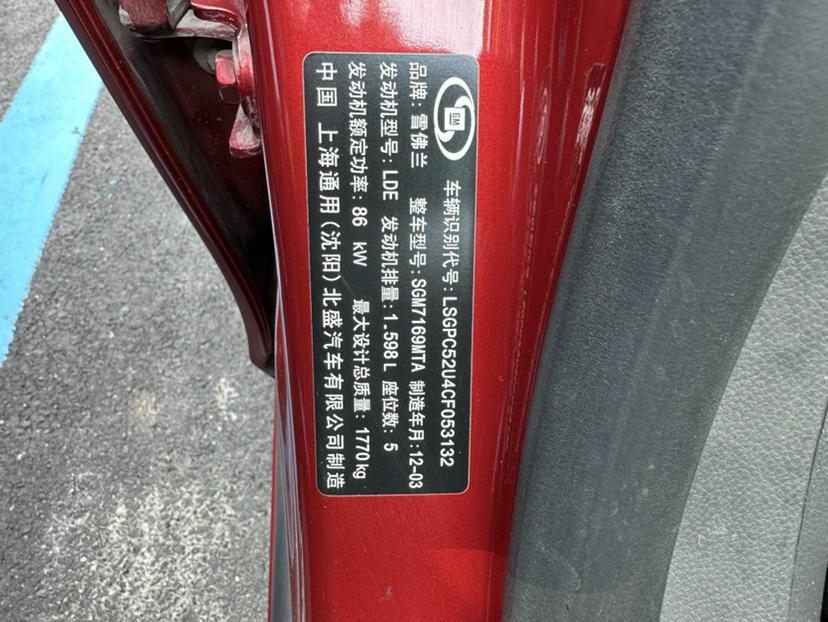 GM
车辆识别代号: LSGPC52U4CF053132
品牌: 雪佛兰 整车型号: SGM7169MTA 制造年月: 12-03
发动机型号: LDE 发动机排量: 1.598L 座位数: 5
发动机额定功率: 86 kW 最大设计总质量: 1770kg
中国 上海通用(沈阳)北盛汽车有限公司制造